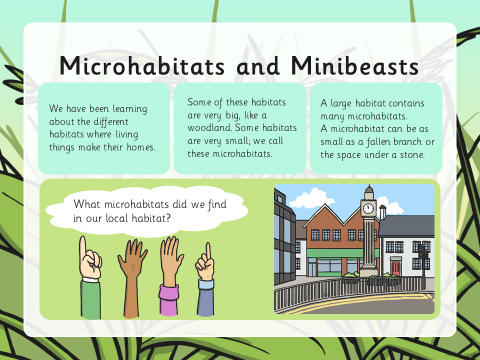 Microhabitats and Minibeasts
We have been learning
about the different
habitats where living
things make their homes.
Some of these habitats
are very big, like a
woodland. Some habitats
are very small; we call
these microhabitats.
A large habitat contains
many microhabitats.
A microhabitat can be as
small as a fallen branch or
the space under a stone.
What microhabitats did we find
in our local habitat?